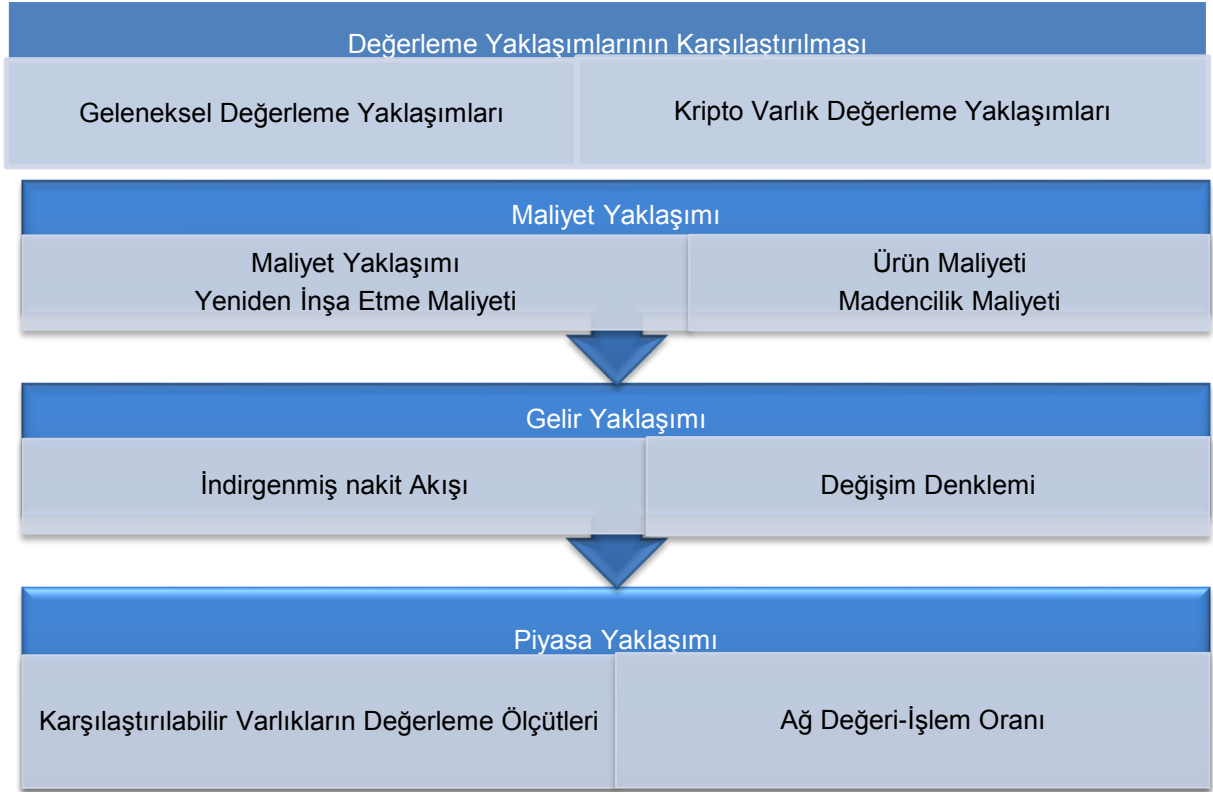 Değerleme Yaklaşımlarının Karşılaştırılması
Geleneksel Değerleme Yaklaşımları
Kripto Varlık Değerleme Yaklaşımları
Maliyet Yaklaşımı
Maliyet Yaklaşımı
Yeniden İnşa Etme Maliyeti
Ürün Maliyeti
Madencilik Maliyeti
Gelir Yaklaşımı
İndirgenmiş nakit Akışı
Değişim Denklemi
Piyasa Yaklaşımı
Karşılaştırılabilir Varlıkların Değerleme Ölçütleri
Ağ Değeri-İşlem Oranı